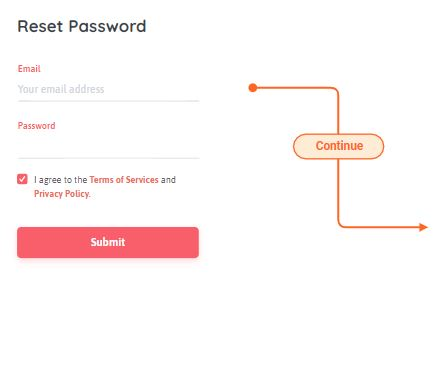 Reset Password
Email
Your email address
Password
I agree to the Terms of Services and
Privacy Policy.
Submit
Continue